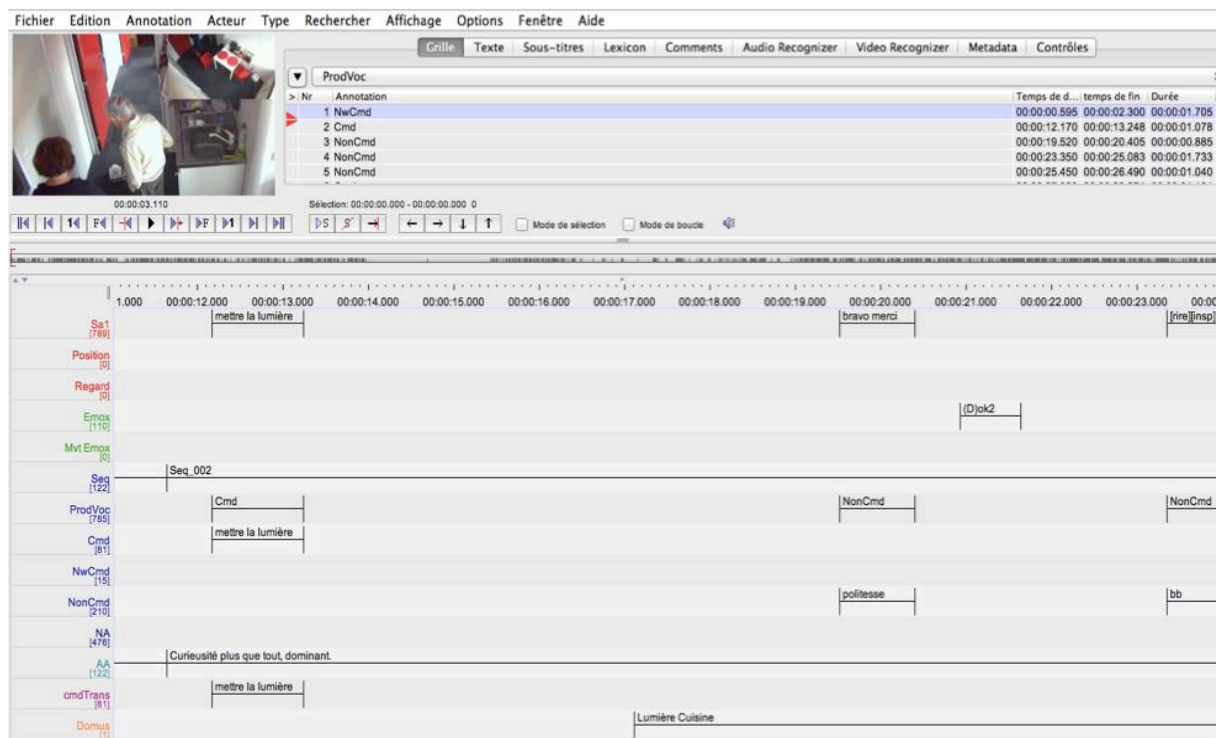 Fichier Edition Annotation Acteur Type Rechercher Affichage Options Fenêtre Aide
Grille Texte Sous-titres Lexicon Comments Audio Recognizer Video Recognizer Metadata Contrôles
ProdVoc
> Nr Annotation Temps de d... temps de fin Durée
1 NwCmd 00:00:00.595 00:00:02.300 00:00:01.705
2 Cmd 00:00:12.170 00:00:13.248 00:00:01.078
3 NonCmd 00:00:19.520 00:00:20.405 00:00:00.885
4 NonCmd 00:00:23.350 00:00:25.083 00:00:01.733
5 NonCmd 00:00:25.450 00:00:26.490 00:00:01.040
00:00:03.110 Sélection: 00:00:00.000 - 00:00:00.000 0
1 F F 1 S S Mode de sélection Mode de boucle
1.000 00:00:12.000 00:00:13.000 00:00:14.000 00:00:15.000 00:00:16.000 00:00:17.000 00:00:18.000 00:00:19.000 00:00:20.000 00:00:21.000 00:00:22.000 00:00:23.000 00:00
Sa1 mettre la lumière bravo merci [rire][insp]
[789]
Position
[0]
Regard
[0]
Emox (D)ok2
[110]
Mvt Emox
[0]
Seq Seq_002
[122]
ProdVoc Cmd NonCmd NonCmd
[785]
Cmd mettre la lumière
[81]
NwCmd
[15]
NonCmd politesse bb
[210]
NA
[476]
AA Curieusité plus que tout, dominant.
[122]
cmdTrans mettre la lumière
[81]
Domus Lumière Cuisine
[1]